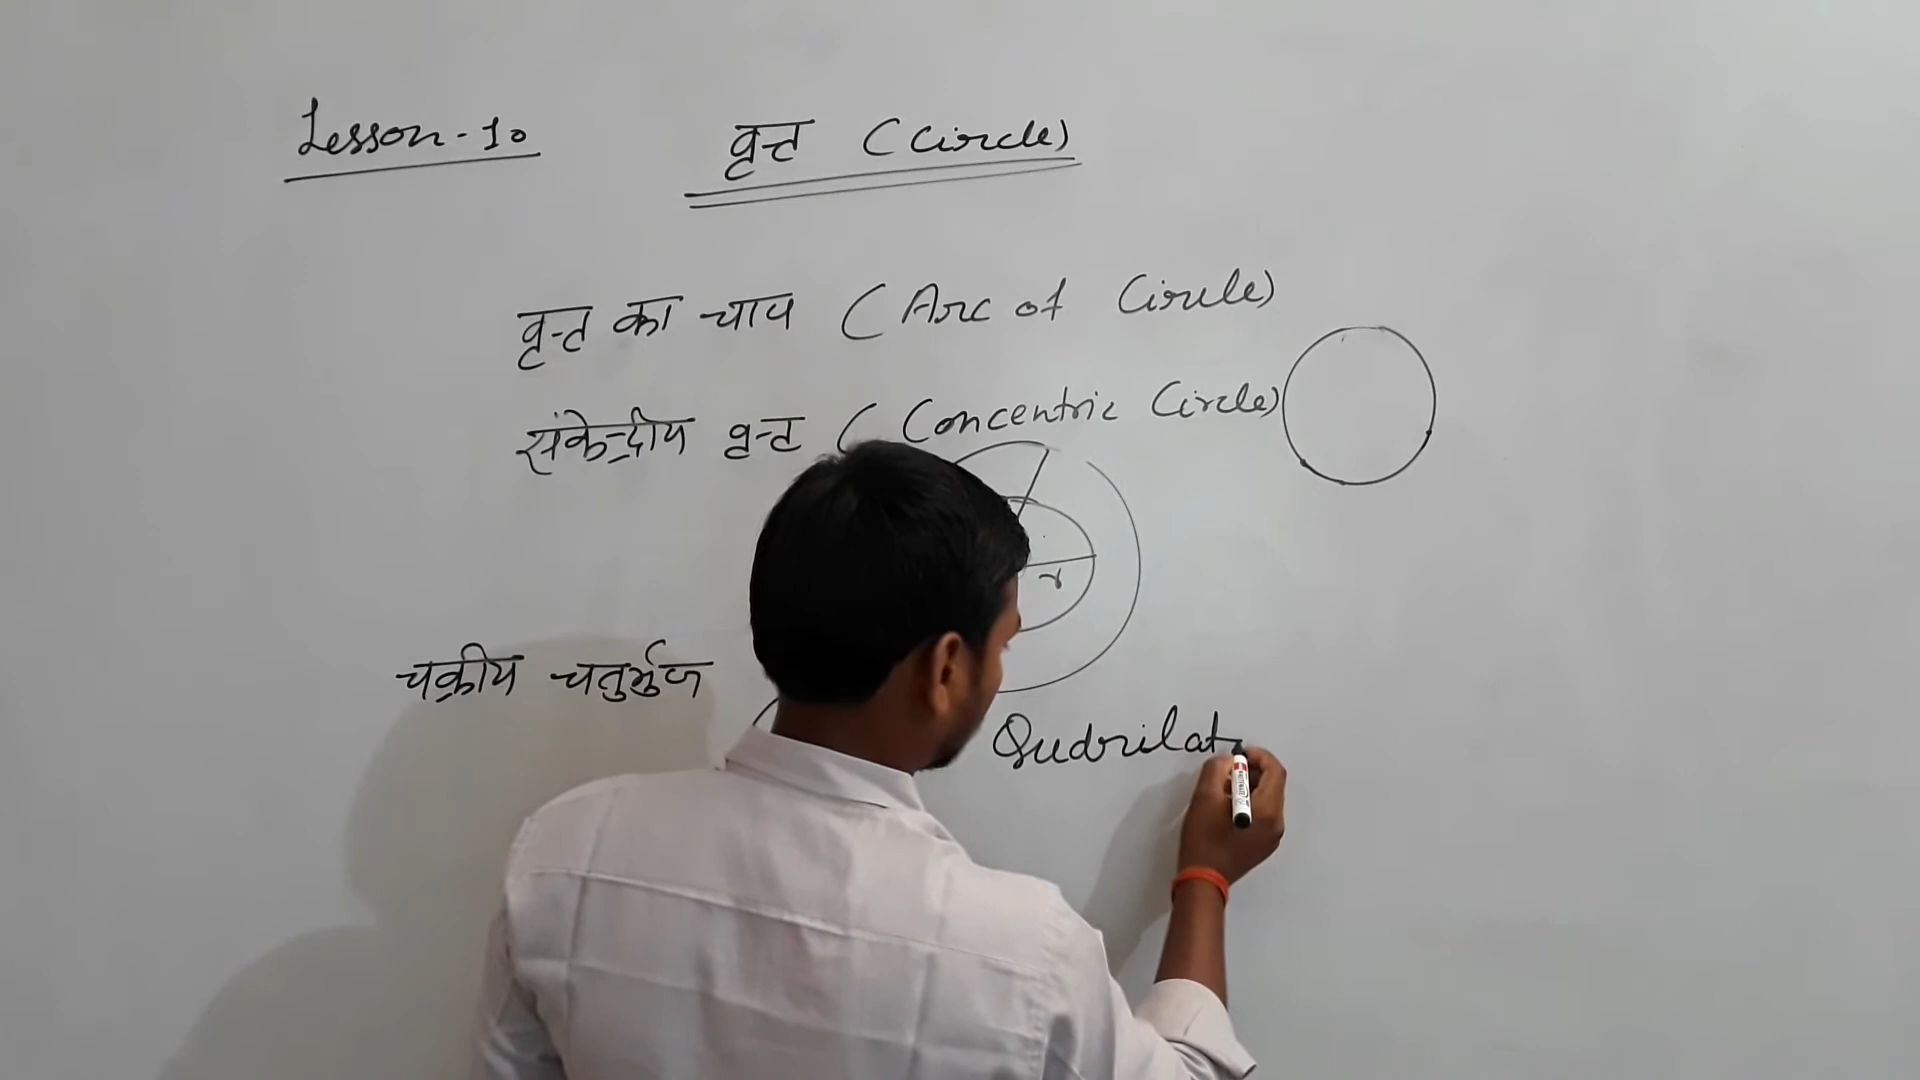 Lesson-10
वृत्त (Circle)
वृत्त का चाप (Arc of Circle)
संकेन्द्रीय वृत्त (Concentric Circle)
r
चक्रीय चतुर्भुज
Qudrilat